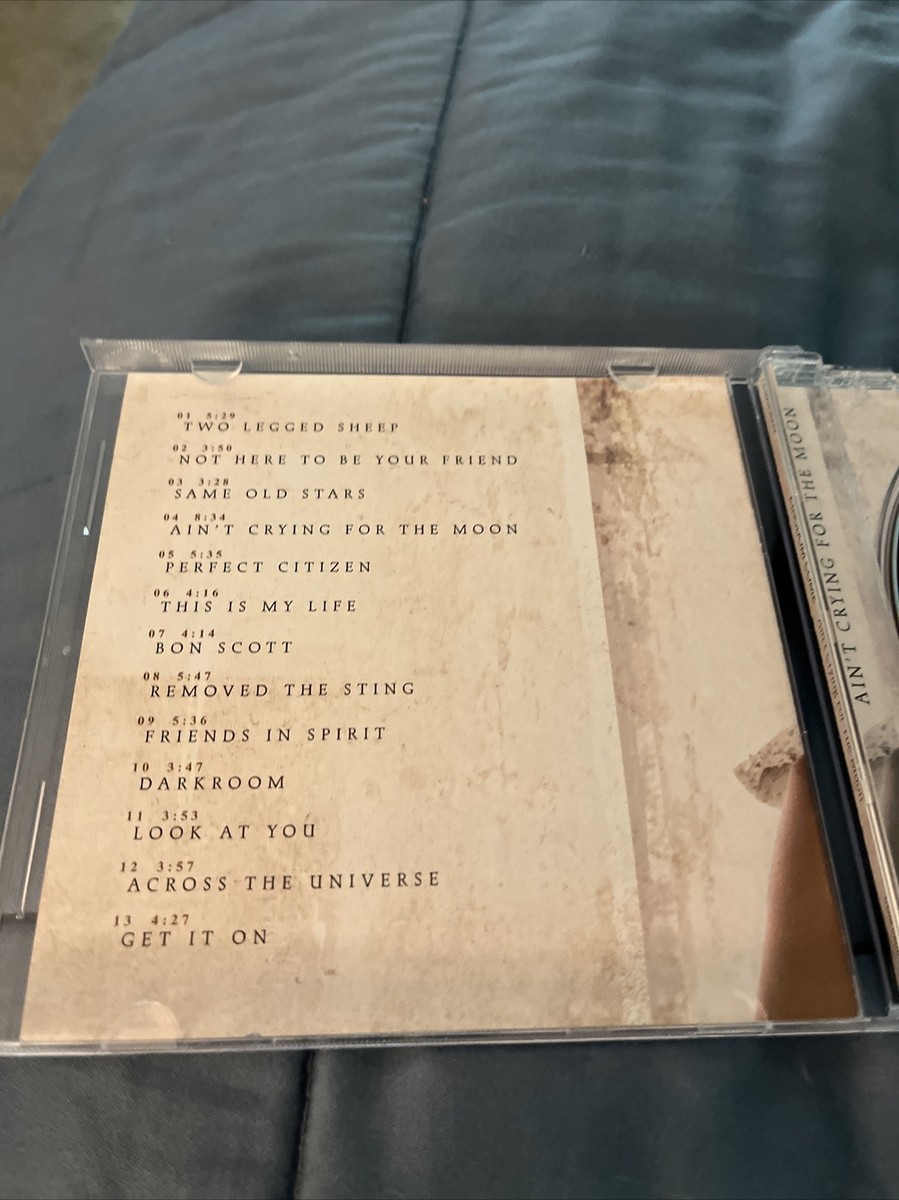 01 5:29
TWO LEGGED SHEEP
02 3:50
NOT HERE TO BE YOUR FRIEND
03 3:28
SAME OLD STARS
04 8:34
AIN'T CRYING FOR THE MOON
05 5:35
PERFECT CITIZEN
06 4:16
THIS IS MY LIFE
07 4:14
BON SCOTT
08 5:47
REMOVED THE STING
09 5:36
FRIENDS IN SPIRIT
10 3:47
DARKROOM
11 3:53
LOOK AT YOU
12 3:57
ACROSS THE UNIVERSE
13 4:27
GET IT ON
AIN'T CRYING FOR THE MOON